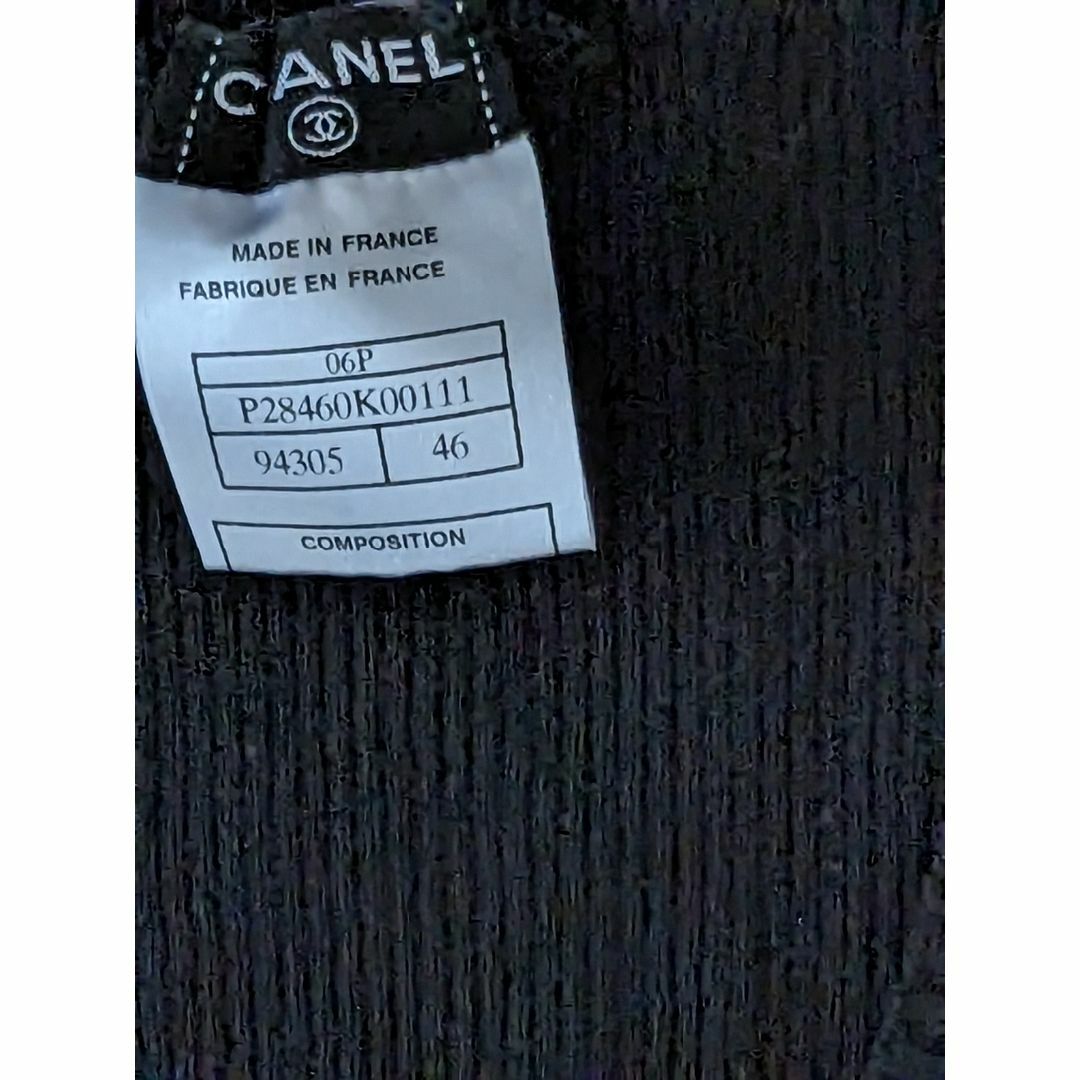 CANEL
MADE IN FRANCE
FABRIQUE EN FRANCE
06P
P28460K00111
94305 46
COMPOSITION